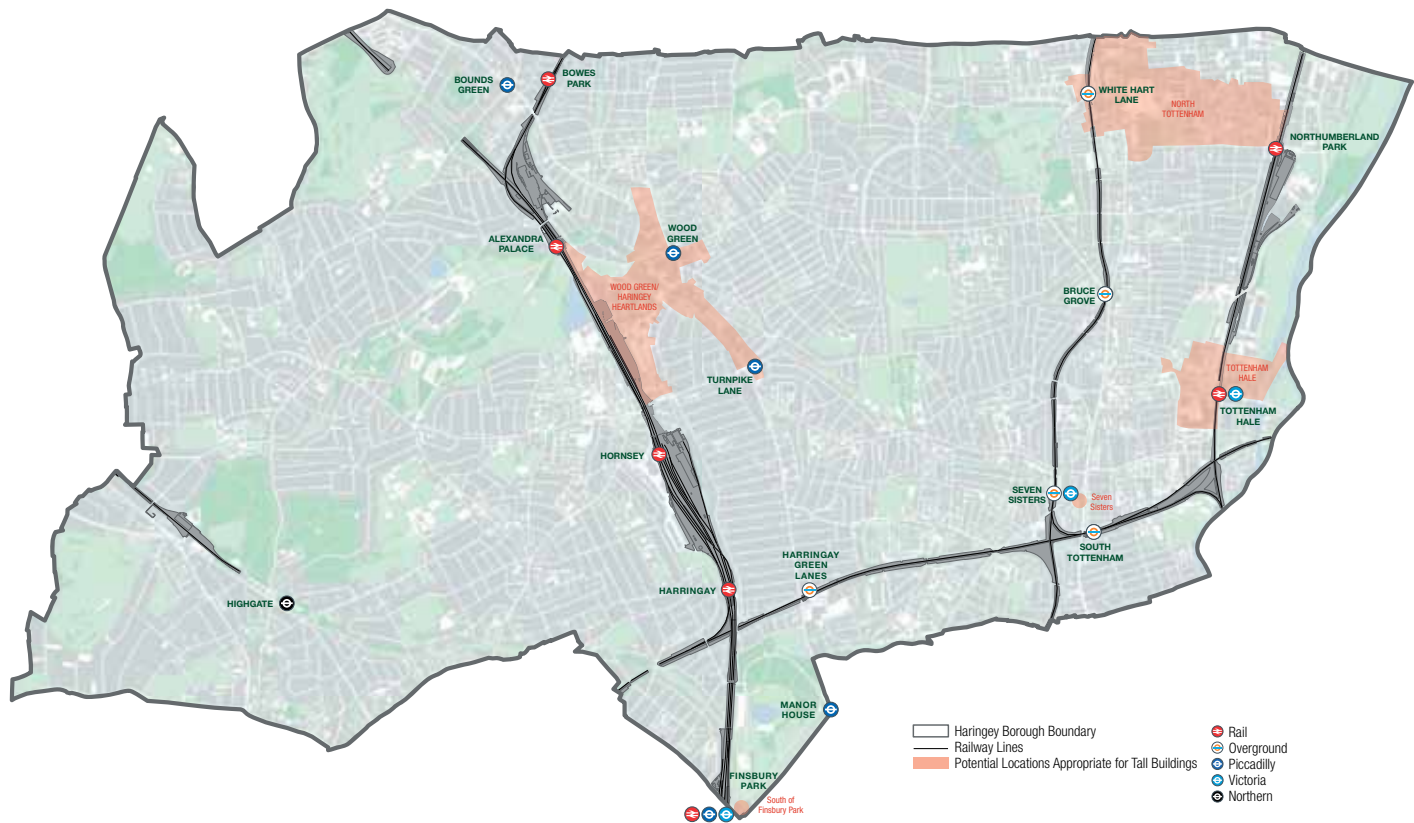 BOUNDS
GREEN
BOWES
PARK
WHITE HART
LANE
NORTH
TOTTENHAM
NORTHUMBERLAND
PARK
ALEXANDRA
PALACE
WOOD
GREEN
WOOD GREEN/
HARINGEY
HEARTLANDS
BRUCE
GROVE
TURNPIKE
LANE
TOTTENHAM
HALE
TOTTENHAM
HALE
HORNSEY
SEVEN
SISTERS
Seven
Sisters
SOUTH
TOTTENHAM
HARRINGAY
GREEN
LANES
HARRINGAY
HIGHGATE
MANOR
HOUSE
FINSBURY
PARK
South of
Finsbury Park
Haringey Borough Boundary
Railway Lines
Potential Locations Appropriate for Tall Buildings
Rail
Overground
Piccadilly
Victoria
Northern